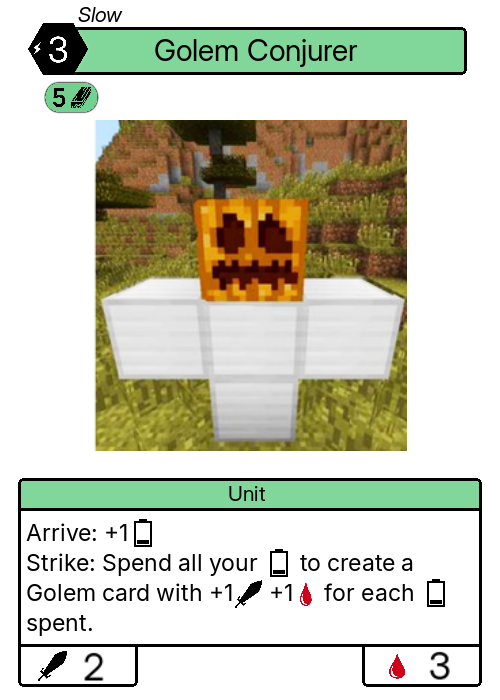 Slow
3 Golem Conjurer
5
Unit
Arrive: +1
Strike: Spend all your to create a
Golem card with +1 +1 for each
spent.
2 3